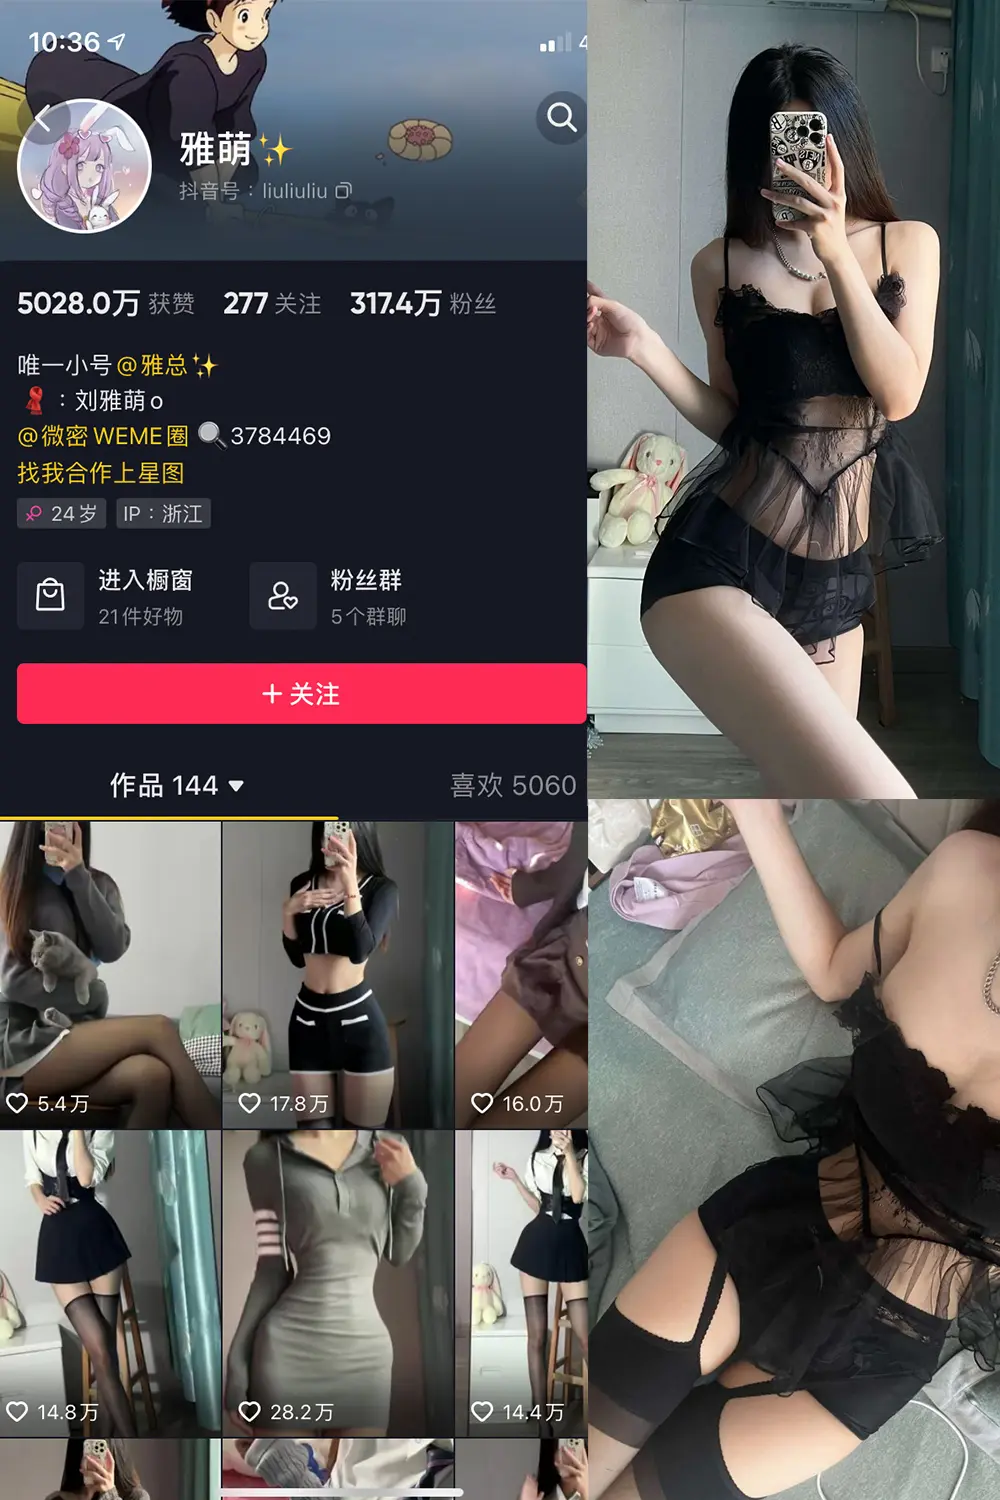 10:36
4
雅萌✨
抖音号：liuliuliu
5028.0万 获赞 277 关注 317.4万 粉丝
唯一小号@雅总✨
🧣：刘雅萌o
@微密WEME圈🔍3784469
找我合作上星图
♀ 24岁 IP：浙江
进入橱窗
21件好物
粉丝群
5个群聊
+ 关注
作品 144 ▼ 喜欢 5060
5.4万 17.8万 16.0万
14.8万 28.2万 14.4万